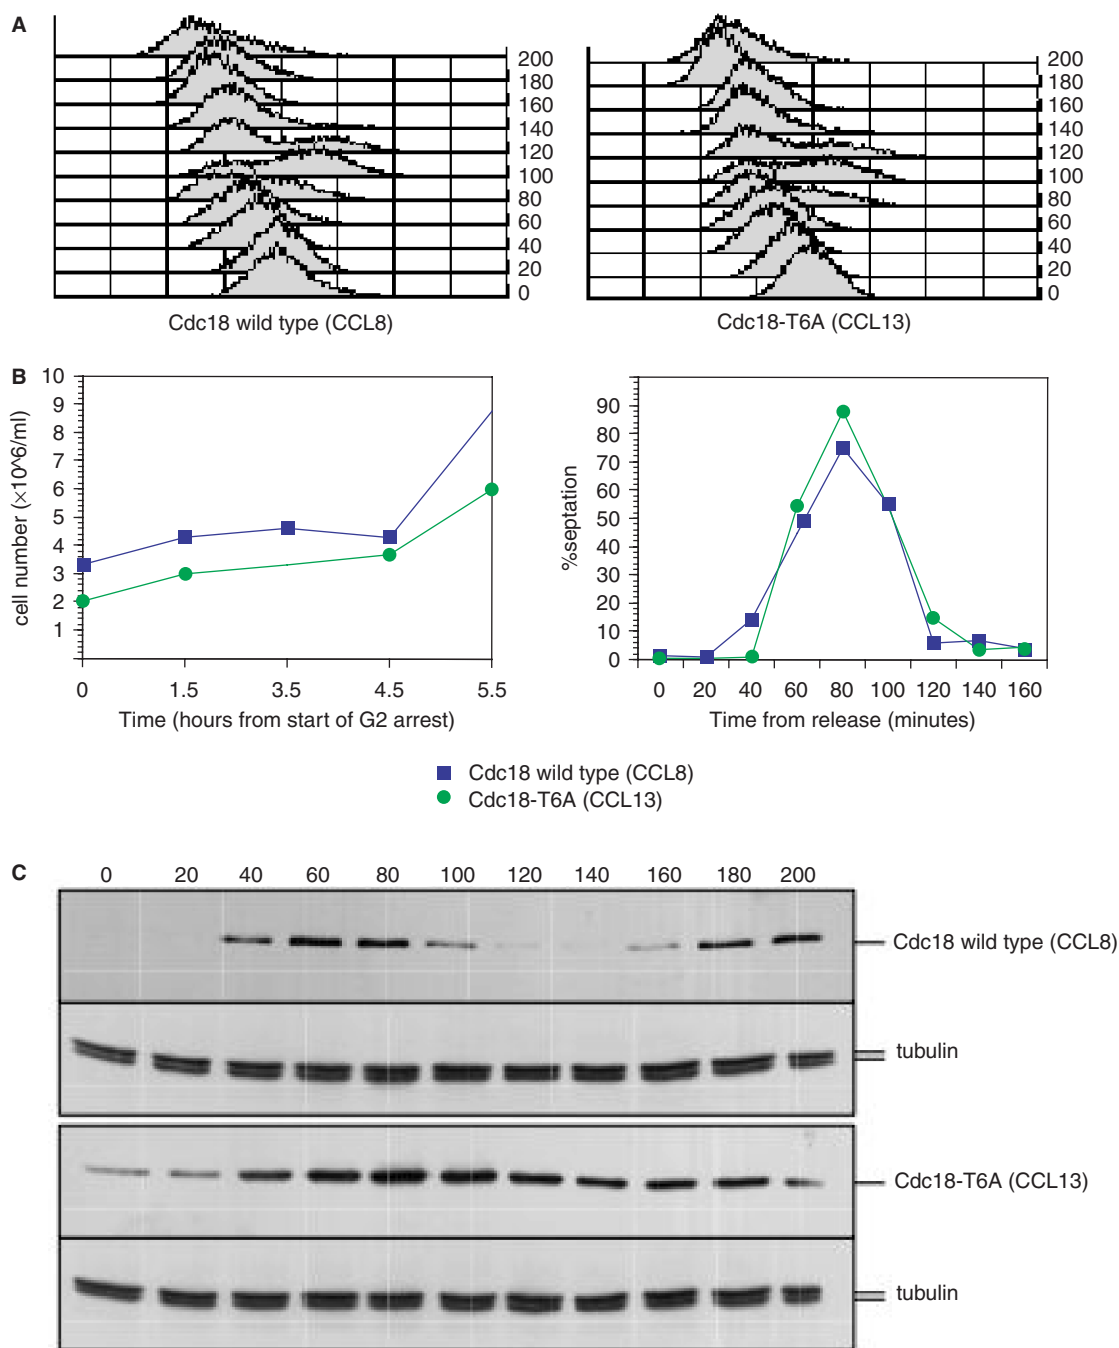 A
200
180
160
140
120
100
80
60
40
20
0
Cdc18 wild type (CCL8)
200
180
160
140
120
100
80
60
40
20
0
Cdc18-T6A (CCL13)
B
10
9
8
7
6
5
4
3
2
1
cell number (×10^6/ml)
0 1.5 3.5 4.5 5.5
Time (hours from start of G2 arrest)
90
80
70
60
50
40
30
20
10
0
%septation
0 20 40 60 80 100 120 140 160
Time from release (minutes)
Cdc18 wild type (CCL8)
Cdc18-T6A (CCL13)
C
0 20 40 60 80 100 120 140 160 180 200
Cdc18 wild type (CCL8)
tubulin
Cdc18-T6A (CCL13)
tubulin